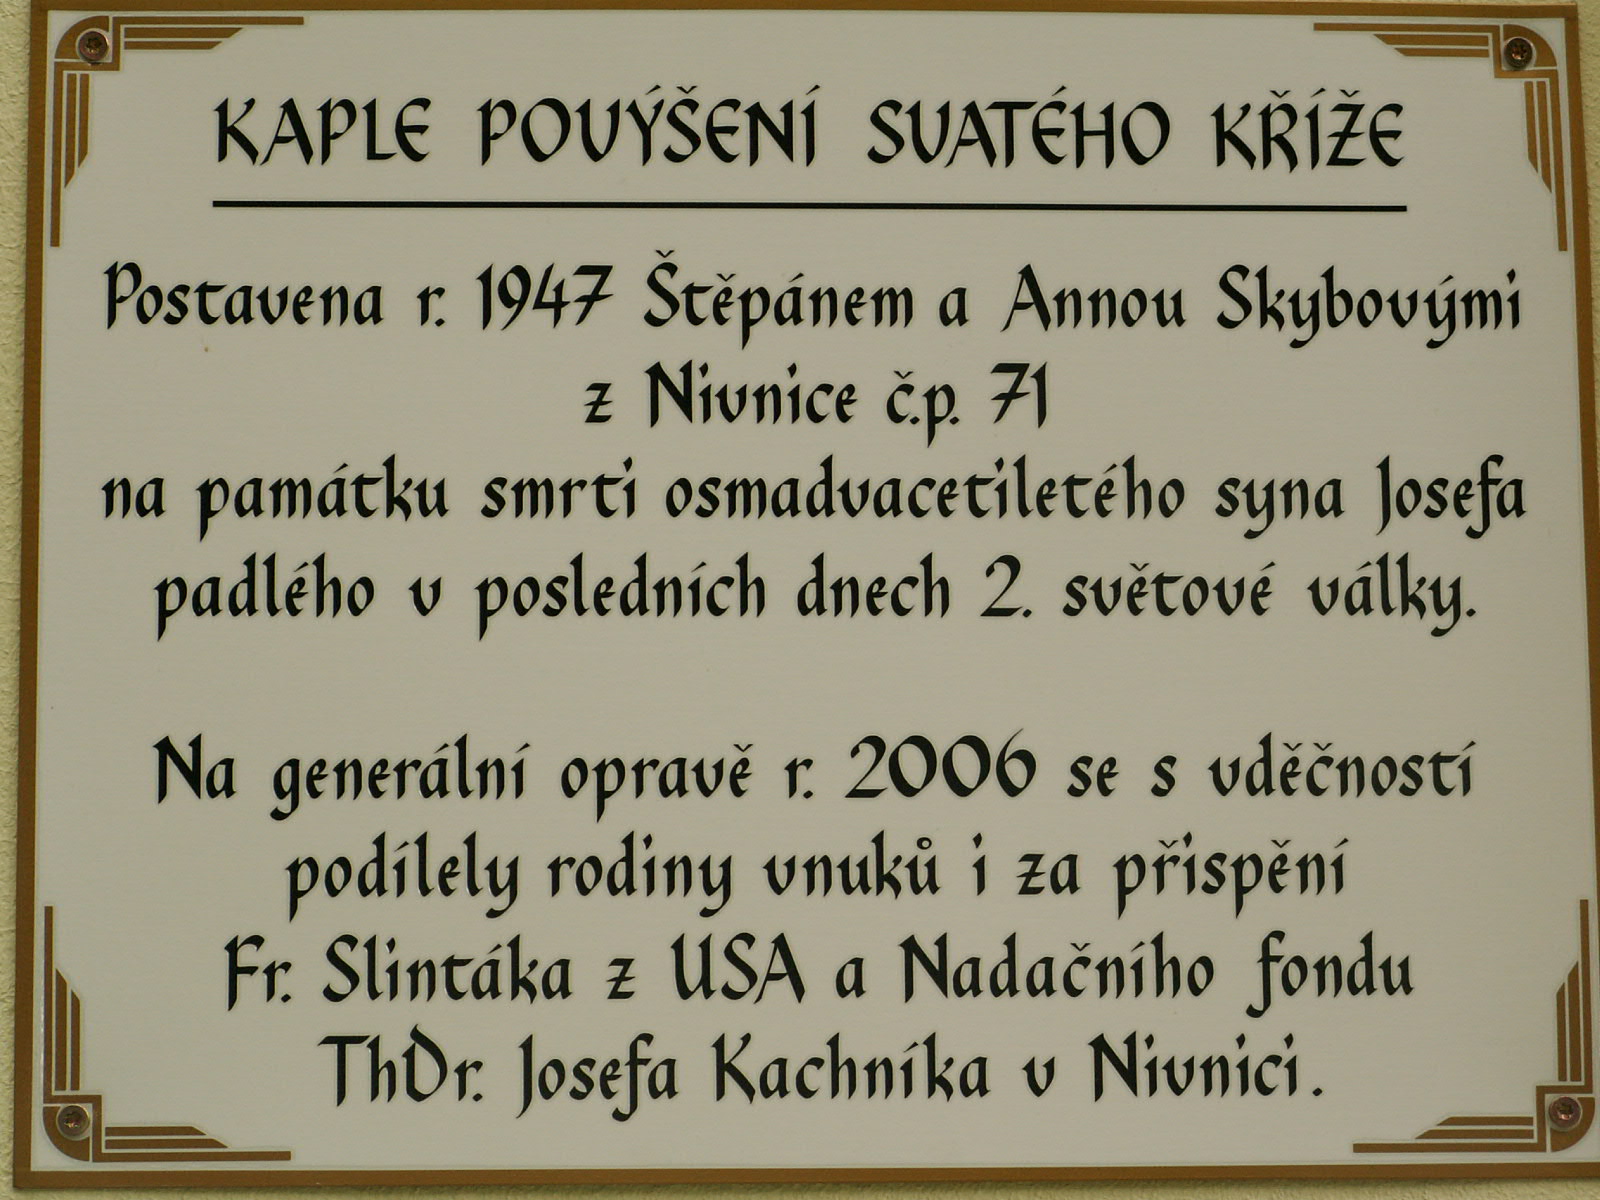 KAPLE POVÝŠENÍ SVATÉHO KŘÍŽE
Postavena r. 1947 Štěpánem a Annou Skybovými
z Nivnice č.p. 71
na památku smrti osmadvacetiletého syna Josefa
padlého v posledních dnech 2. světové války.
Na generální opravě r. 2006 se s vděčností
podílely rodiny vnuků i za přispění
Fr. Slintáka z USA a Nadačního fondu
ThDr. Josefa Kachníka v Nivnici.